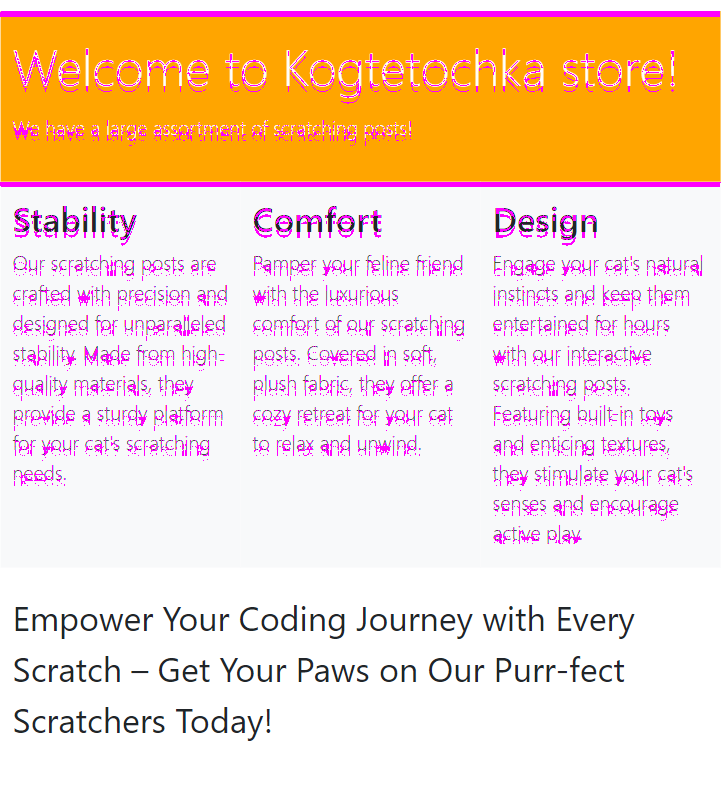 Welcome to Kogtetochka store!
We have a large assortment of scratching posts!
Stability
Our scratching posts are
crafted with precision and
designed for unparalleled
stability. Made from high-
quality materials, they
provide a sturdy platform
for your cat's scratching
needs.
Comfort
Pamper your feline friend
with the luxurious
comfort of our scratching
posts. Covered in soft,
plush fabric, they offer a
cozy retreat for your cat
to relax and unwind.
Design
Engage your cat's natural
instincts and keep them
entertained for hours
with our interactive
scratching posts.
Featuring built-in toys
and enticing textures,
they stimulate your cat's
senses and encourage
active play.
Empower Your Coding Journey with Every
Scratch – Get Your Paws on Our Purr-fect
Scratchers Today!